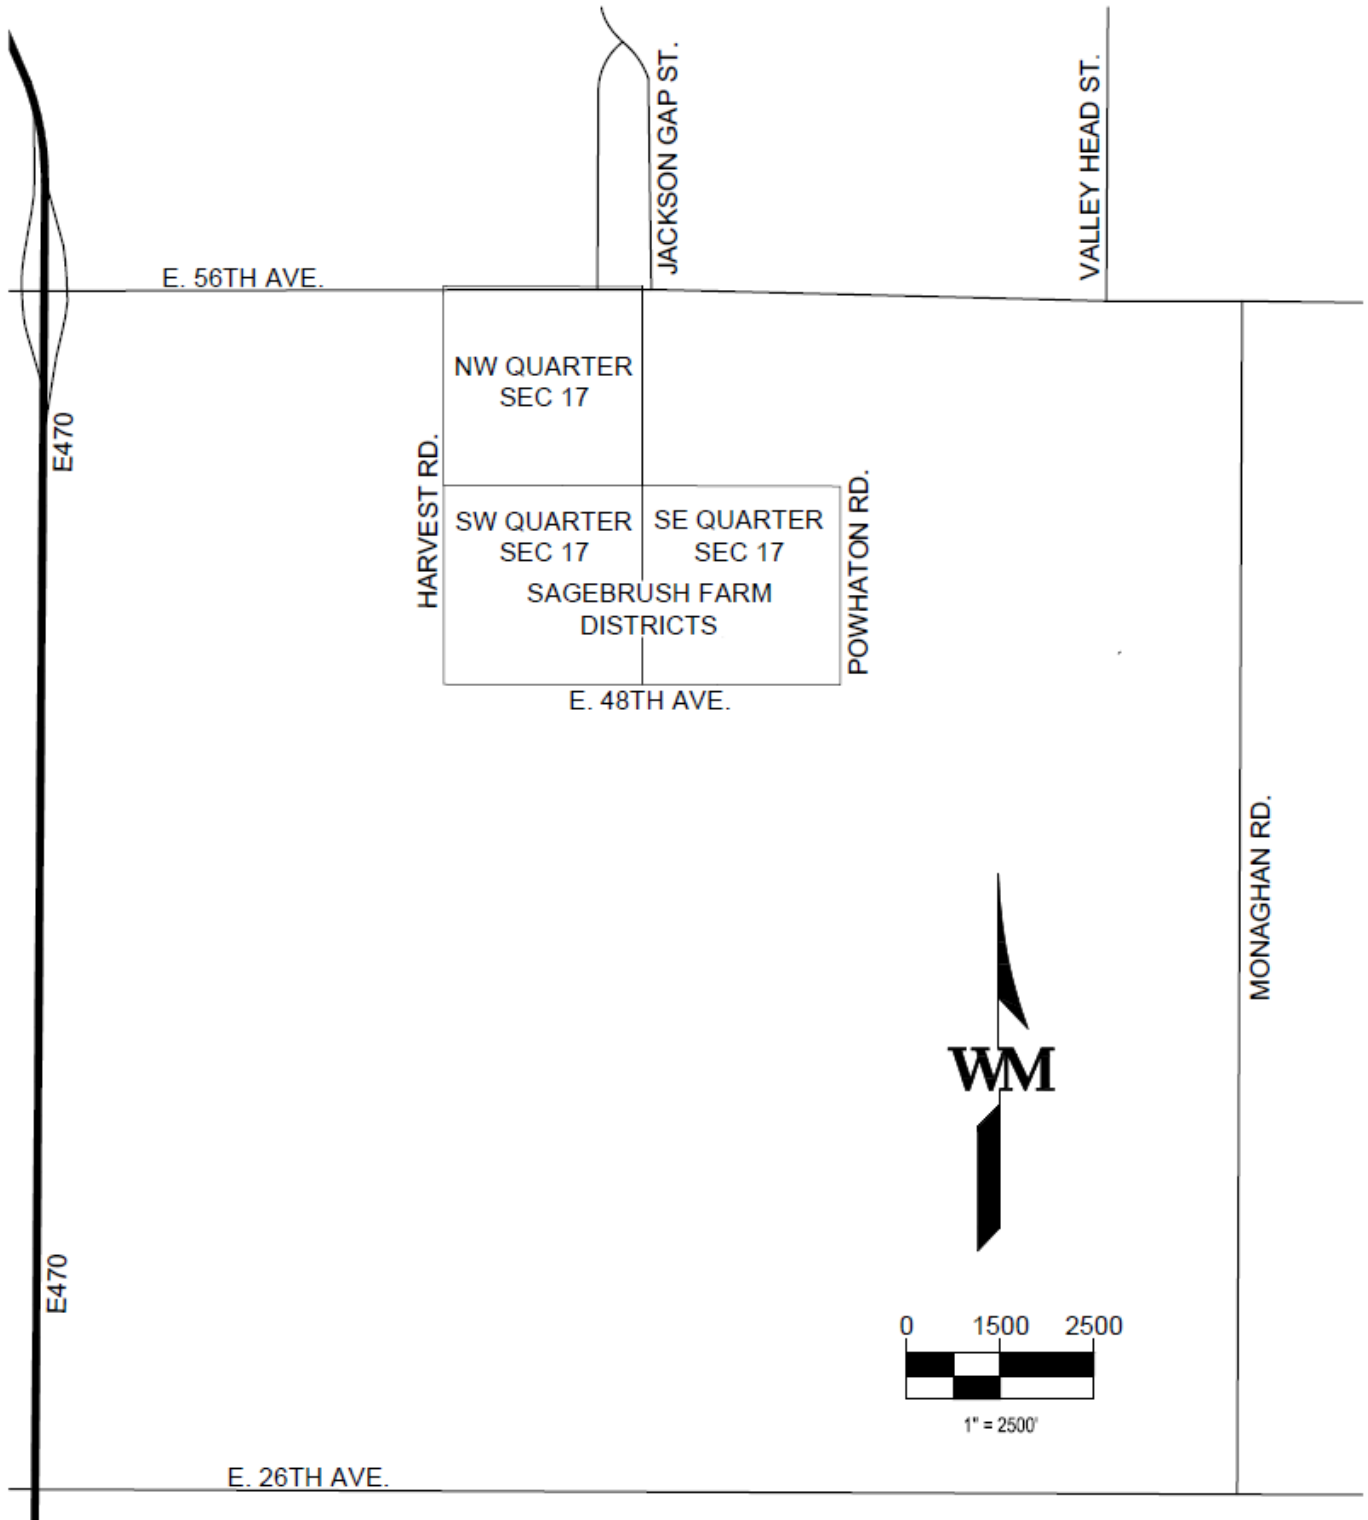 JACKSON GAP ST.
VALLEY HEAD ST.
E. 56TH AVE.
NW QUARTER
SEC 17
E470
HARVEST RD.
SW QUARTER
SEC 17
SE QUARTER
SEC 17
POWHATON RD.
SAGEBRUSH FARM
DISTRICTS
E. 48TH AVE.
MONAGHAN RD.
WM
E470
0 1500 2500
1" = 2500'
E. 26TH AVE.